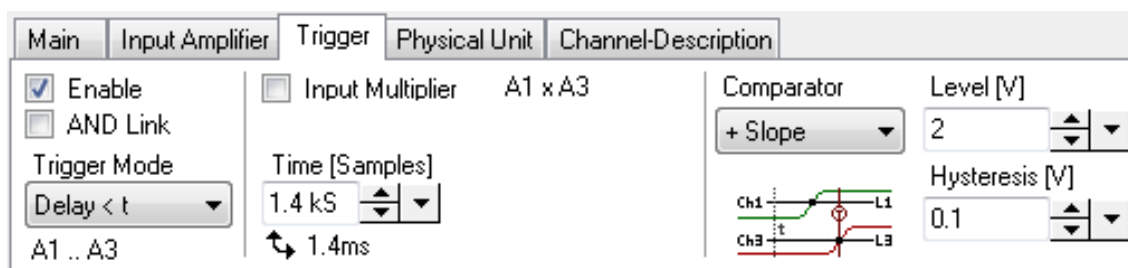 Main Input Amplifier Trigger Physical Unit Channel-Description
Enable
AND Link
Trigger Mode
Delay < t
A1 .. A3
Input Multiplier A1 x A3
Time [Samples]
1.4 kS
1.4ms
Comparator
+ Slope
Ch1 L1
t T
Ch3 L3
Level [V]
2
Hysteresis [V]
0.1